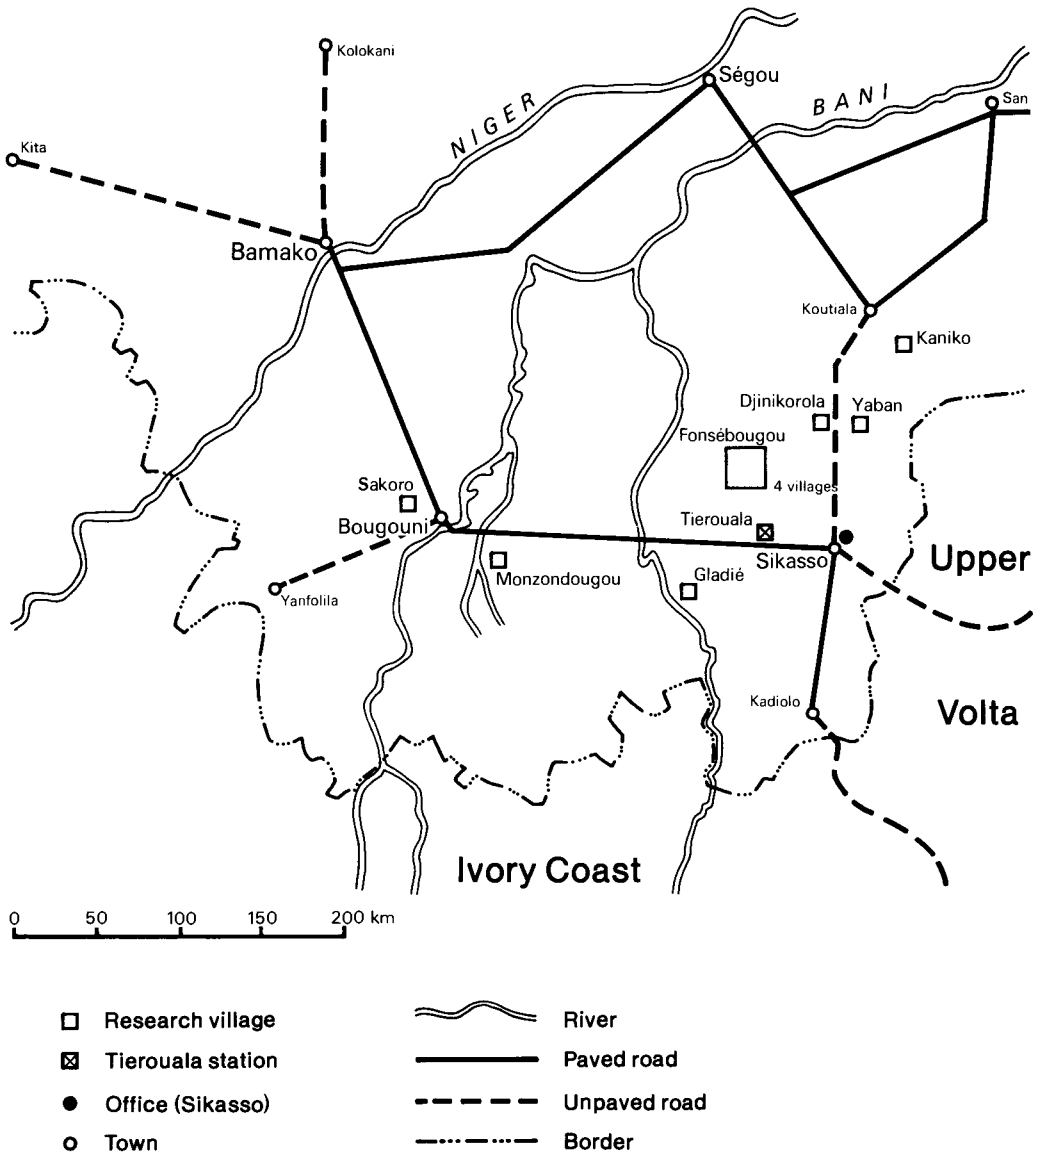 Kolokani
Ségou
NIGER
BANI
San
Kita
Bamako
Koutiala
Kaniko
Djinikorola
Yaban
Fonsébougou
4 villages
Sakoro
Bougouni
Tierouala
Sikasso
Upper
Monzondougou
Gladié
Yanfolila
Kadiolo
Volta
Ivory Coast
0 50 100 150 200 km
Research village
River
Tierouala station
Paved road
Office (Sikasso)
Unpaved road
Town
Border